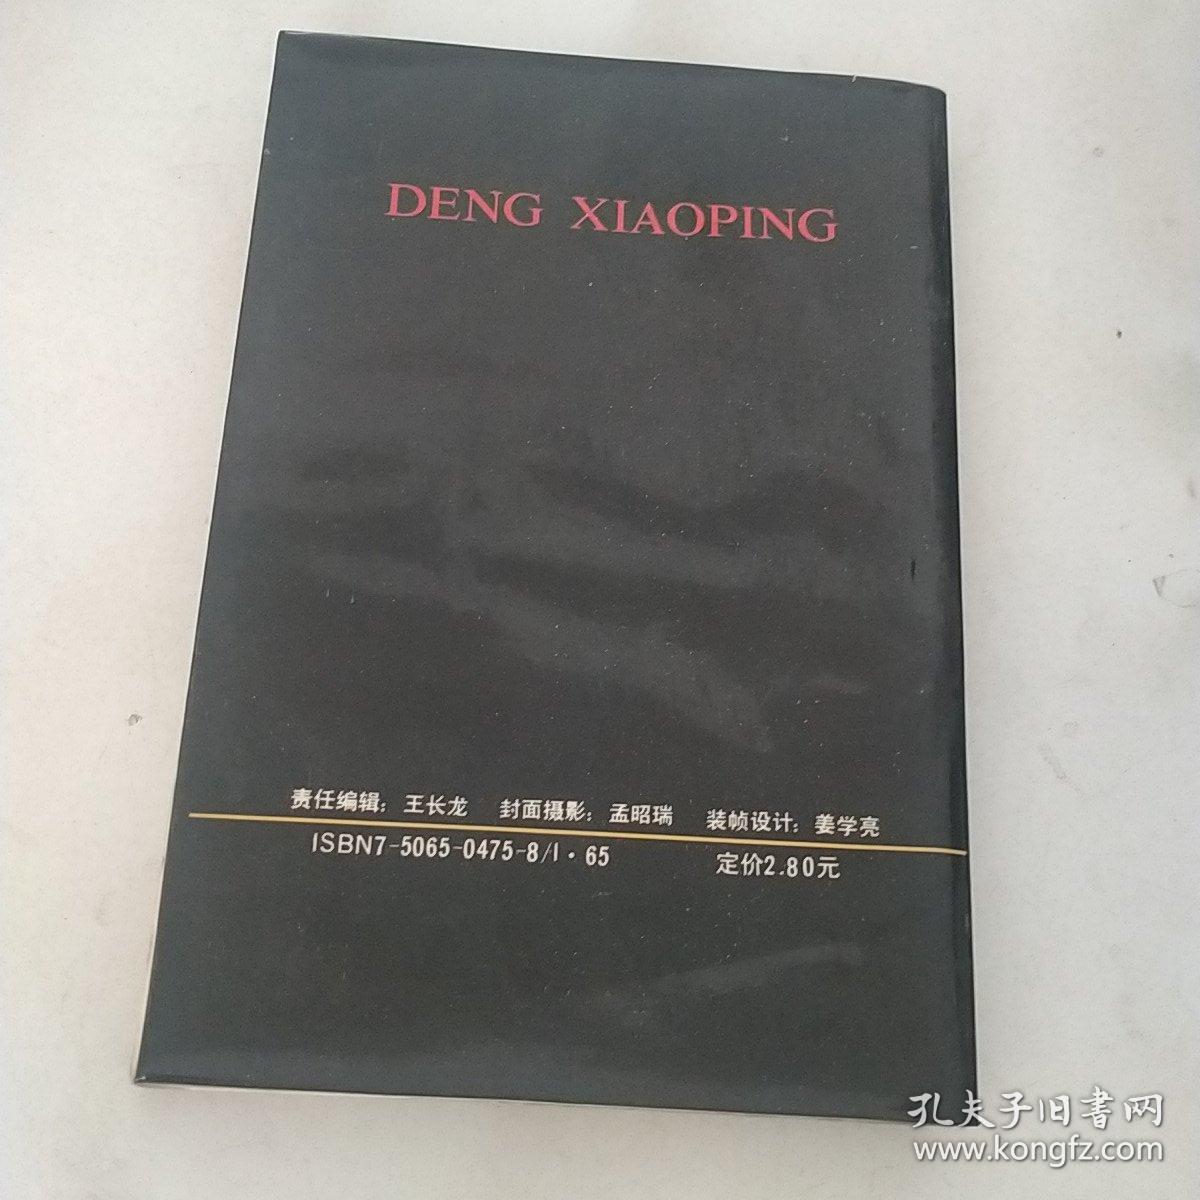 DENG XIAOPING
责任编辑：王长龙 封面摄影：孟昭瑞 装帧设计：姜学亮
ISBN7-5065-0475-8/I·65 定价2.80元
孔夫子旧書网
www.kongfz.com